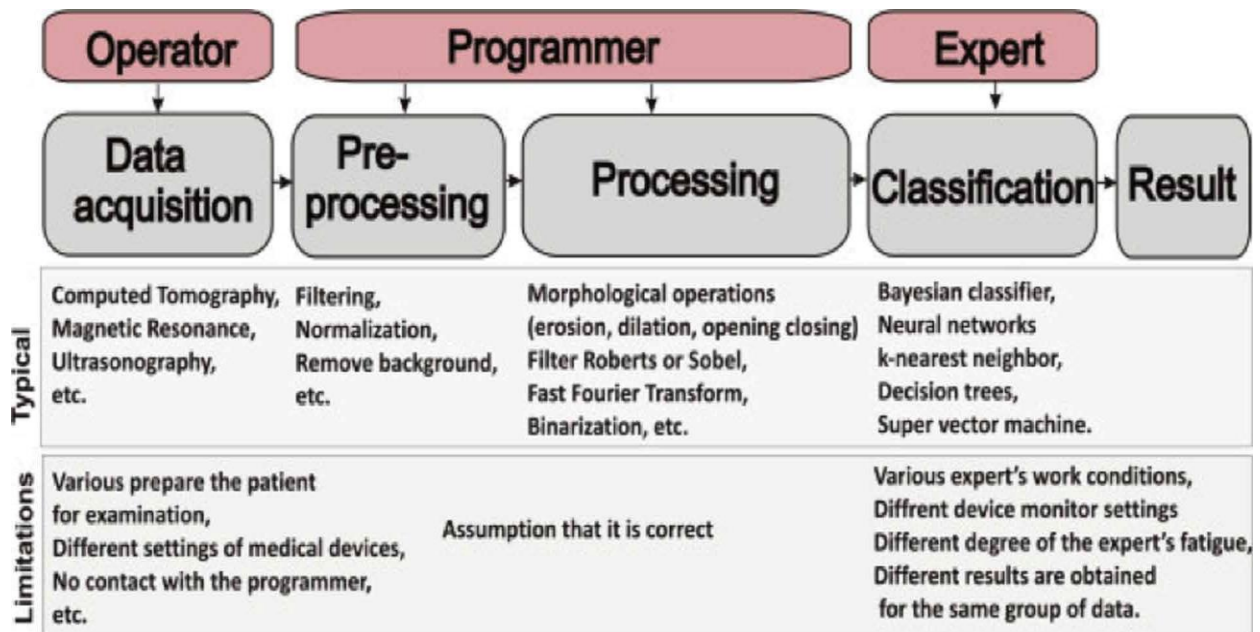 Operator
Programmer
Expert
Data
acquisition
Pre-
processing
Processing
Classification
Result
Typical
Computed Tomography,
Magnetic Resonance,
Ultrasonography,
etc.
Filtering,
Normalization,
Remove background,
etc.
Morphological operations
(erosion, dilation, opening closing)
Filter Roberts or Sobel,
Fast Fourier Transform,
Binarization, etc.
Bayesian classifier,
Neural networks
k-nearest neighbor,
Decision trees,
Super vector machine.
Limitations
Various prepare the patient
for examination,
Different settings of medical devices,
No contact with the programmer,
etc.
Assumption that it is correct
Various expert's work conditions,
Diffrent device monitor settings
Different degree of the expert's fatigue,
Different results are obtained
for the same group of data.